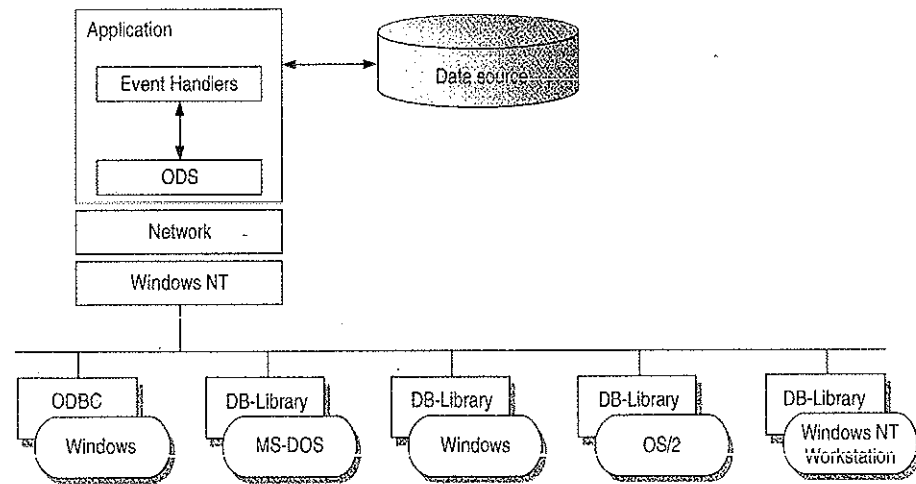 Application
Event Handlers
Data source
ODS
Network
Windows NT
ODBC
Windows
DB-Library
MS-DOS
DB-Library
Windows
DB-Library
OS/2
DB-Library
Windows NT
Workstation